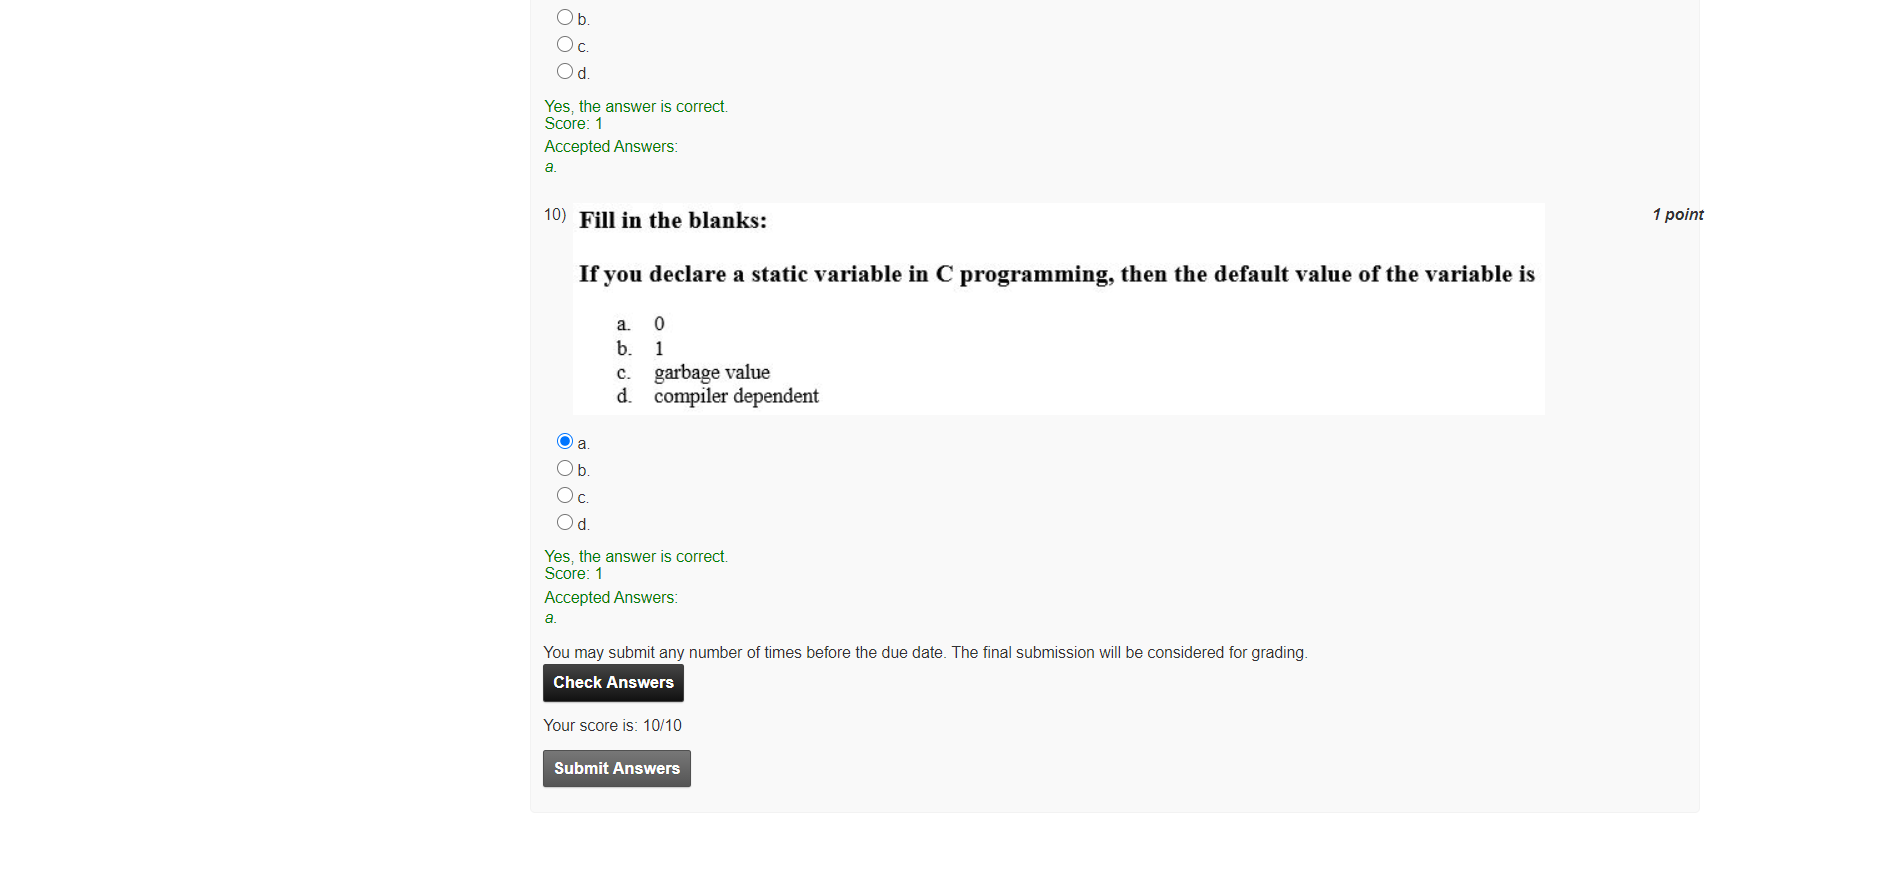 b.
c.
d.
Yes, the answer is correct.
Score: 1
Accepted Answers:
a.
10) Fill in the blanks: 1 point
If you declare a static variable in C programming, then the default value of the variable is
a. 0
b. 1
c. garbage value
d. compiler dependent
a.
b.
c.
d.
Yes, the answer is correct.
Score: 1
Accepted Answers:
a.
You may submit any number of times before the due date. The final submission will be considered for grading.
Check Answers
Your score is: 10/10
Submit Answers